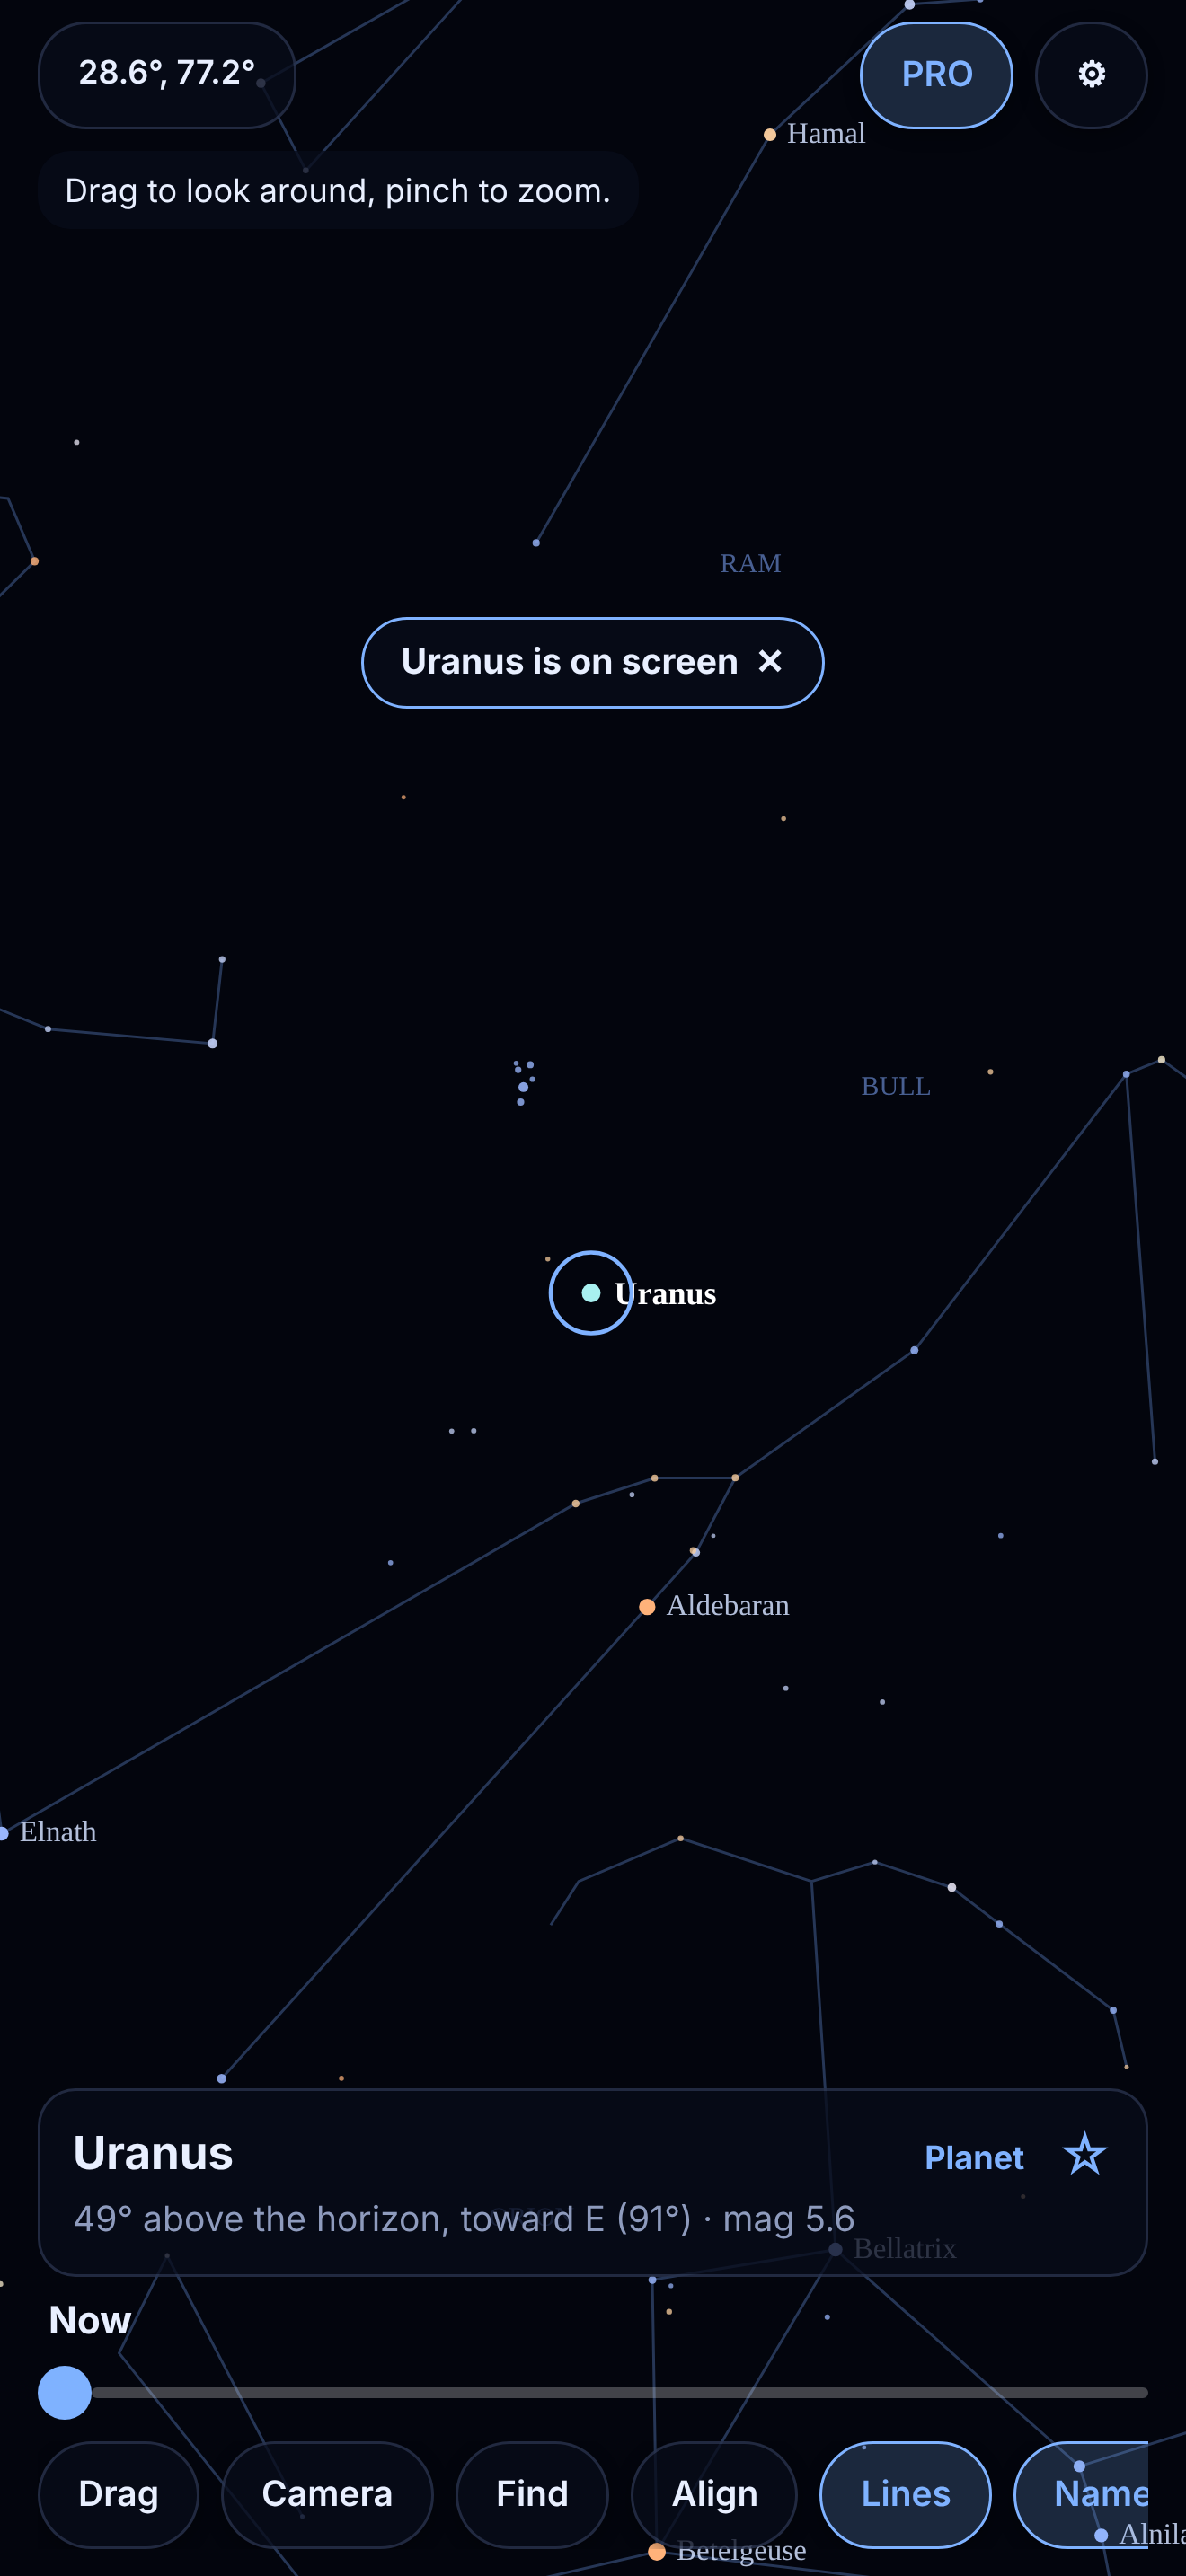 28.6°, 77.2°
PRO
⚙
Hamal
Drag to look around, pinch to zoom.
RAM
Uranus is on screen ✕
BULL
Uranus
Aldebaran
Elnath
Uranus
Planet ☆
49° above the horizon, toward E (91°) · mag 5.6
Bellatrix
Now
Drag
Camera
Find
Align
Lines
Name
Alnila
Betelgeuse